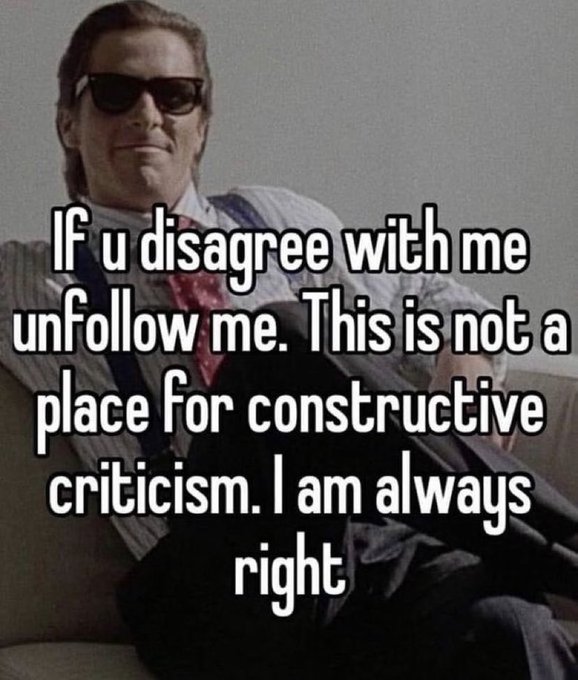 If u disagree with me
unfollow me. This is not a
place for constructive
criticism. I am always
right